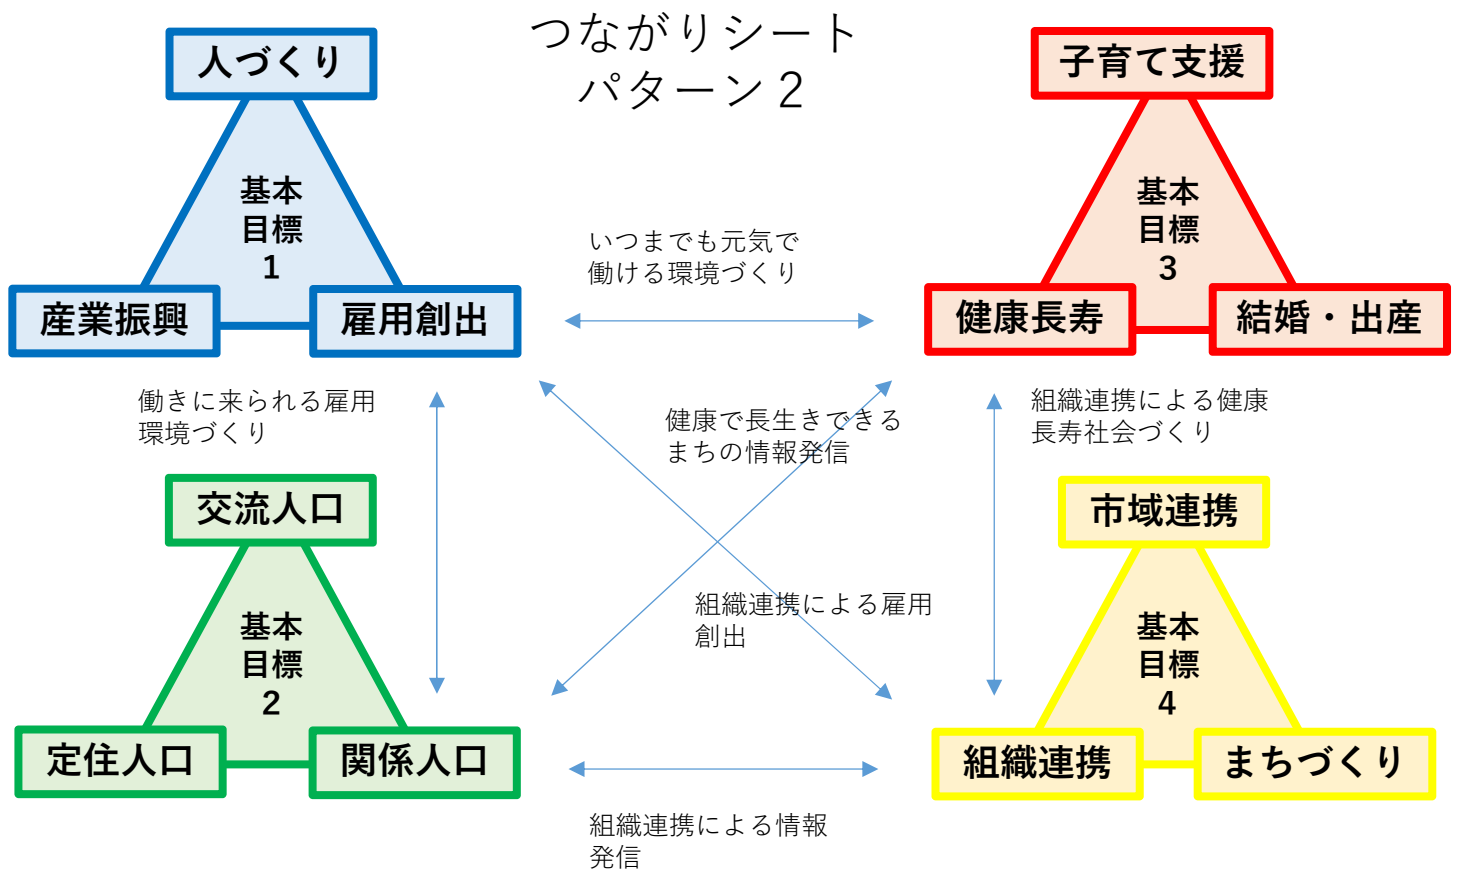 つながりシート
パターン２
人づくり
基本
目標
1
産業振興
雇用創出
子育て支援
基本
目標
3
健康長寿
結婚・出産
いつまでも元気で
働ける環境づくり
働きに来られる雇用
環境づくり
健康で長生きできる
まちの情報発信
組織連携による健康
長寿社会づくり
交流人口
基本
目標
2
定住人口
関係人口
組織連携による雇用
創出
市域連携
基本
目標
4
組織連携
まちづくり
組織連携による情報
発信